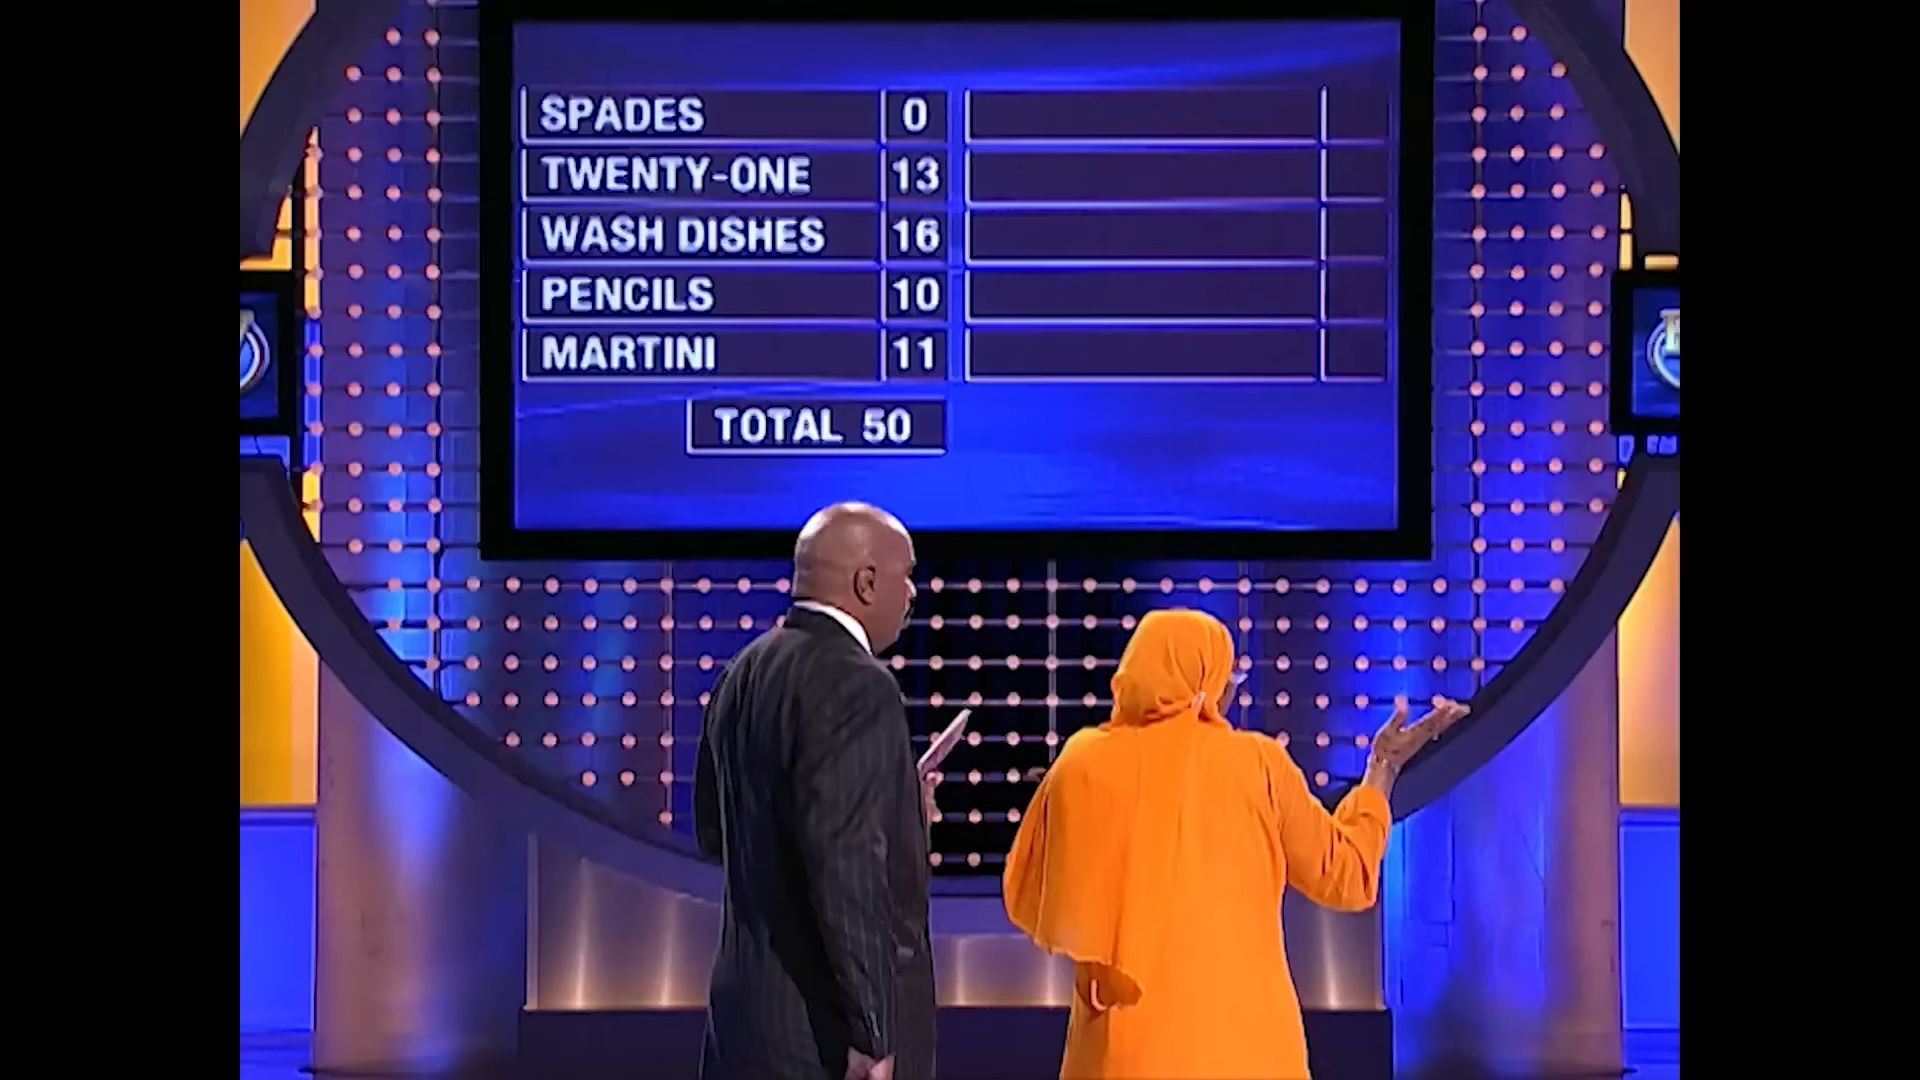 SPADES 0
TWENTY-ONE 13
WASH DISHES 16
PENCILS 10
MARTINI 11
TOTAL 50